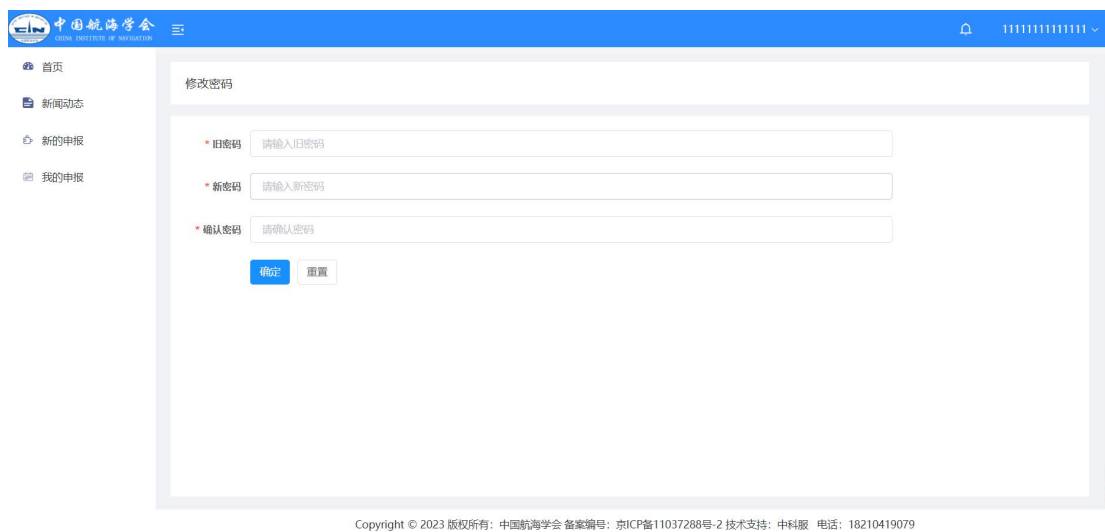 CIN 中国航海学会
CHINA INSTITUTE OF NAVIGATION
11111111111111
首页
新闻动态
新的申报
我的申报
修改密码
* 旧密码 请输入旧密码
* 新密码 请输入新密码
* 确认密码 请确认密码
确定 重置
Copyright © 2023 版权所有：中国航海学会 备案编号：京ICP备11037288号-2 技术支持：中科服 电话：18210419079